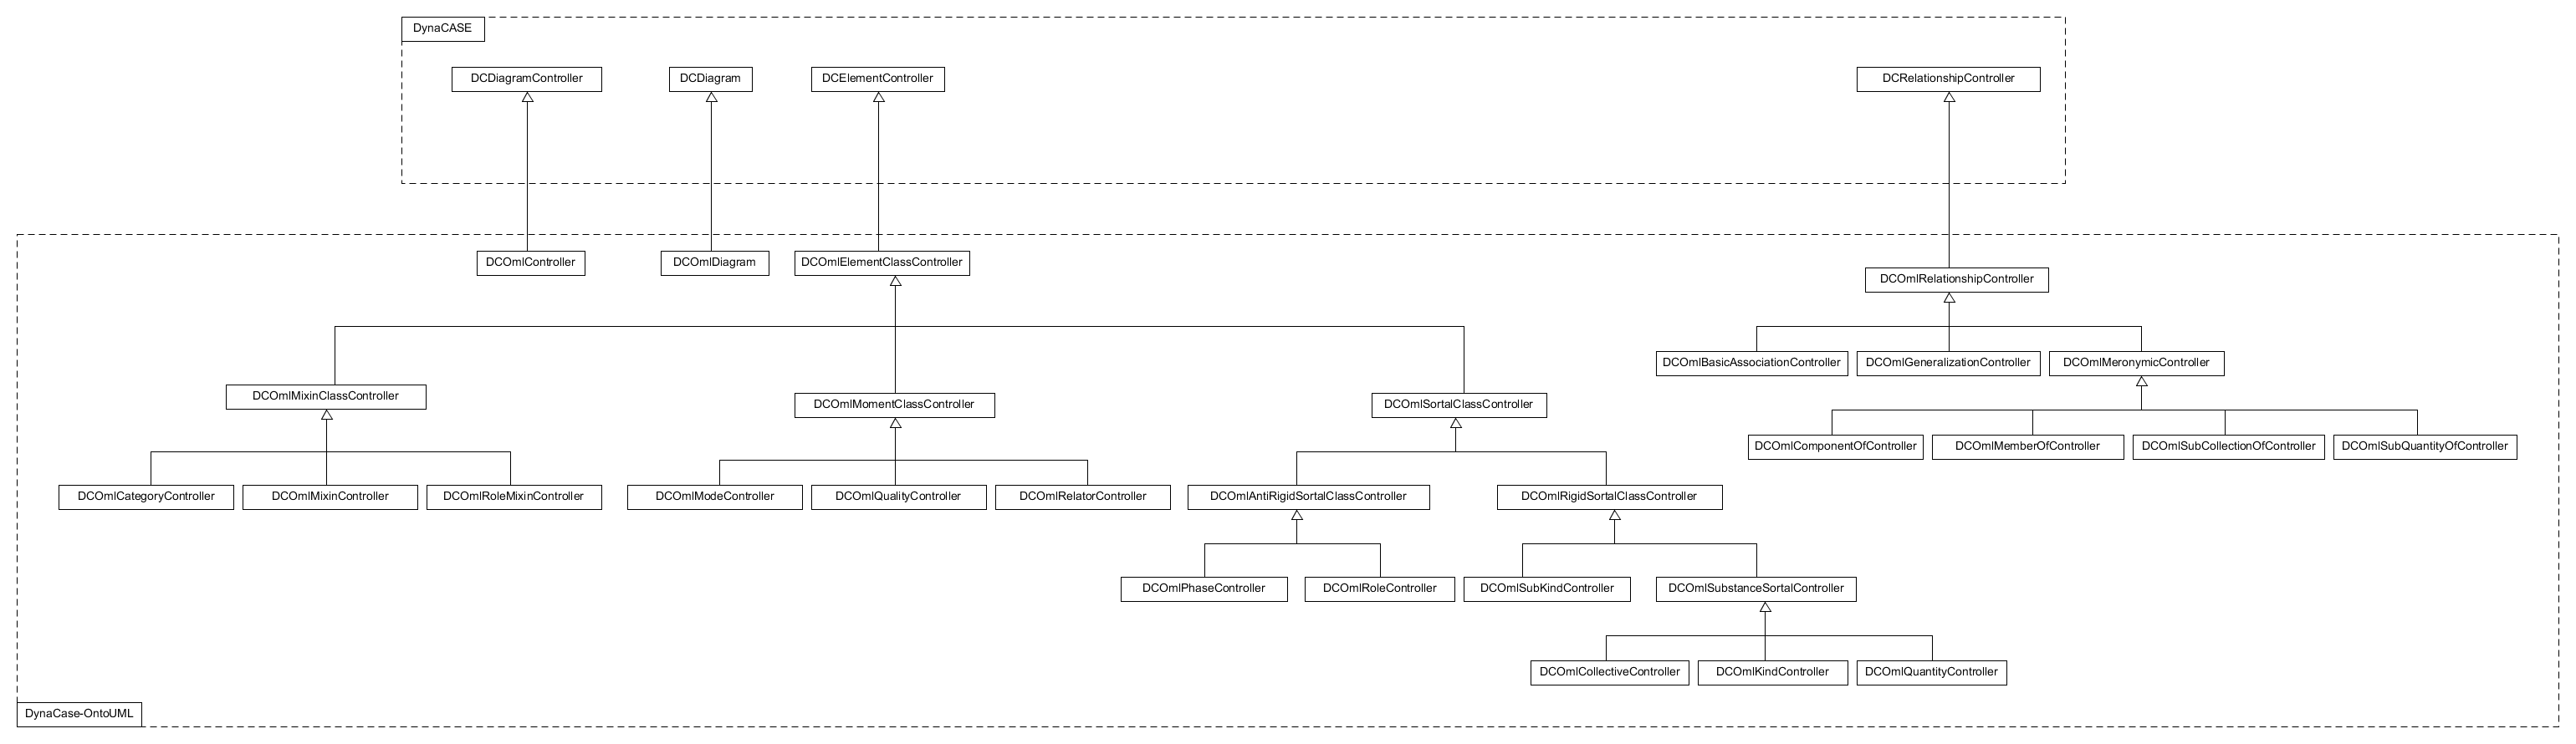 DynaCASE
DCDiagramController
DCDiagram
DCElementController
DCRelationshipController
DCOmlController
DCOmlDiagram
DCOmlElementClassController
DCOmlRelationshipController
DCOmlBasicAssociationController
DCOmlGeneralizationController
DCOmlMeronymicController
DCOmlMixinClassController
DCOmlMomentClassController
DCOmlSortalClassController
DCOmlComponentOfController
DCOmlMemberOfController
DCOmlSubCollectionOfController
DCOmlSubQuantityOfController
DCOmlCategoryController
DCOmlMixinController
DCOmlRoleMixinController
DCOmlModeController
DCOmlQualityController
DCOmlRelatorController
DCOmlAntiRigidSortalClassController
DCOmlRigidSortalClassController
DCOmlPhaseController
DCOmlRoleController
DCOmlSubKindController
DCOmlSubstanceSortalController
DCOmlCollectiveController
DCOmlKindController
DCOmlQuantityController
DynaCase-OntoUML